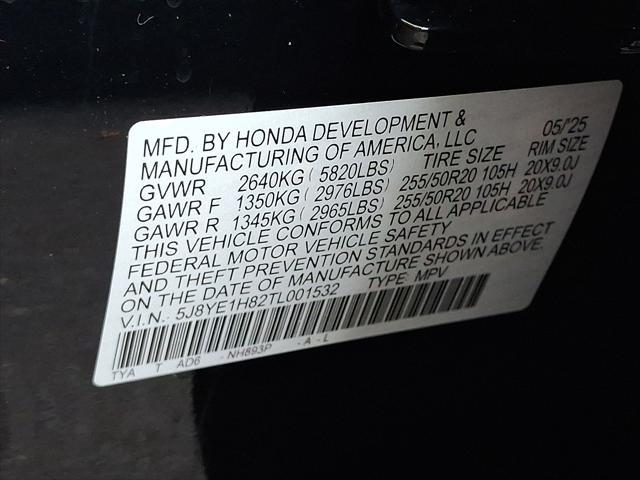 MFD. BY HONDA DEVELOPMENT &
MANUFACTURING OF AMERICA, LLC 05/'25
GVWR 2640KG ( 5820LBS) TIRE SIZE RIM SIZE
GAWR F 1350KG ( 2976LBS) 255/50R20 105H 20X9.0J
GAWR R 1345KG ( 2965LBS) 255/50R20 105H 20X9.0J
THIS VEHICLE CONFORMS TO ALL APPLICABLE
FEDERAL MOTOR VEHICLE SAFETY
AND THEFT PREVENTION STANDARDS IN EFFECT
ON THE DATE OF MANUFACTURE SHOWN ABOVE.
V.I.N.: 5J8YE1H82TL001532 TYPE: MPV
TYA T AD6 - NH893P - A - L